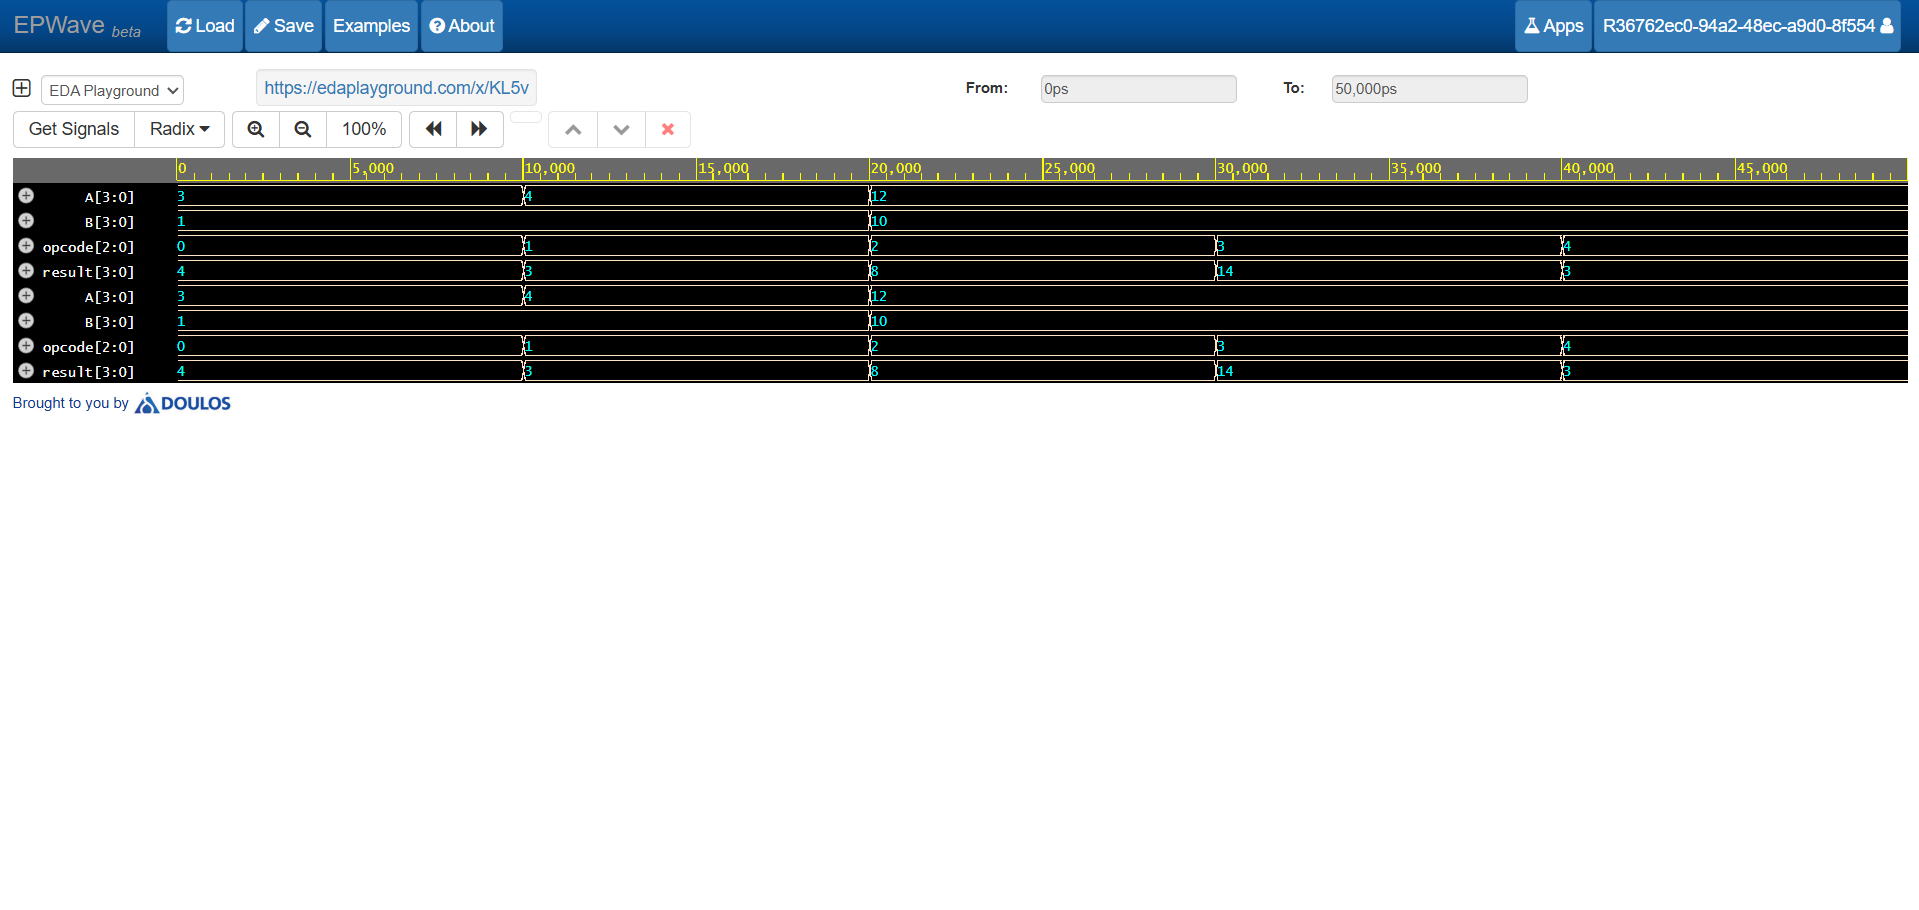 EPWave beta Load Save Examples About Apps R36762ec0-94a2-48ec-a9d0-8f554
EDA Playground https://edaplayground.com/x/KL5v From: 0ps To: 50,000ps
Get Signals Radix 100%
0 5,000 10,000 15,000 20,000 25,000 30,000 35,000 40,000 45,000
A[3:0] 3 4 12
B[3:0] 1 10
opcode[2:0] 0 1 2 3 4
result[3:0] 4 3 8 14 3
A[3:0] 3 4 12
B[3:0] 1 10
opcode[2:0] 0 1 2 3 4
result[3:0] 4 3 8 14 3
Brought to you by DOULOS